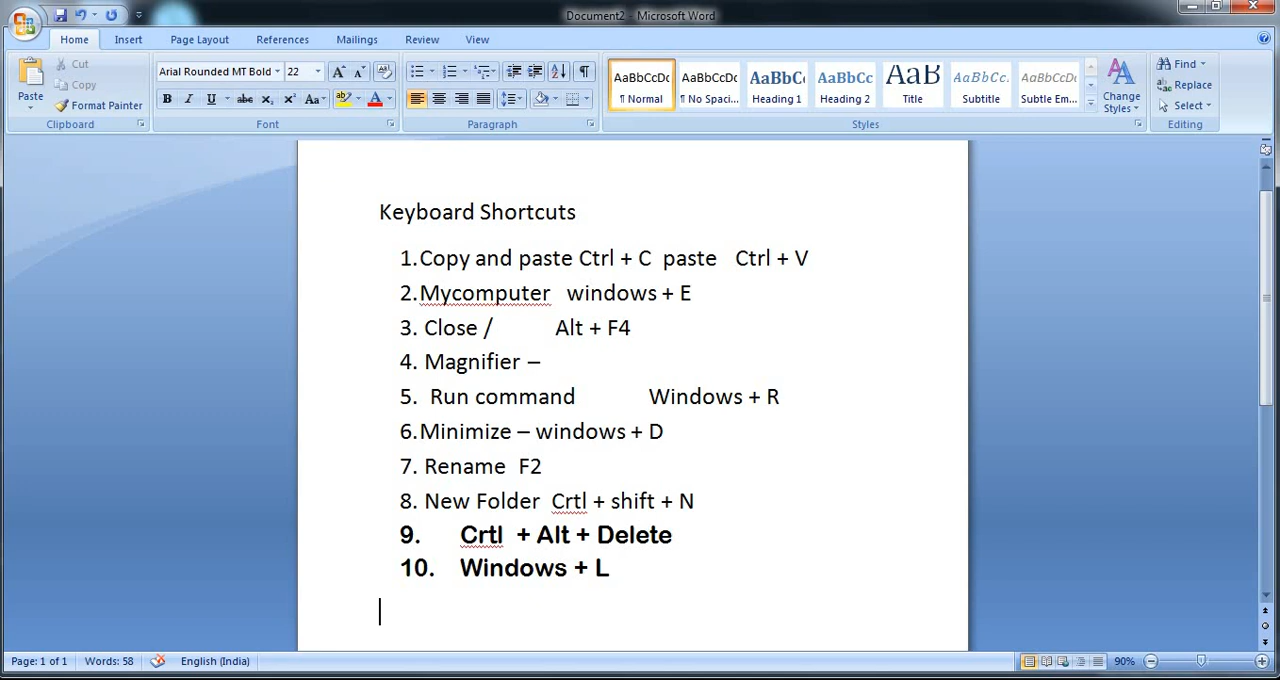 Document2 - Microsoft Word
Home Insert Page Layout References Mailings Review View
Paste
Cut
Copy
Format Painter
Clipboard
Arial Rounded MT Bold 22
B I U abc x₂ x² Aa
Font
Paragraph
AaBbCcDc AaBbCcDc AaBbC AaBbCc AaB AaBbCc. AaBbCcDc
¶ Normal ¶ No Spaci... Heading 1 Heading 2 Title Subtitle Subtle Em...
Change Styles
Styles
Find
Replace
Select
Editing
Keyboard Shortcuts
1.Copy and paste Ctrl + C paste Ctrl + V
2.Mycomputer windows + E
3. Close / Alt + F4
4. Magnifier –
5. Run command Windows + R
6.Minimize – windows + D
7. Rename F2
8. New Folder Crtl + shift + N
9. Crtl + Alt + Delete
10. Windows + L
Page: 1 of 1 Words: 58 English (India) 90%